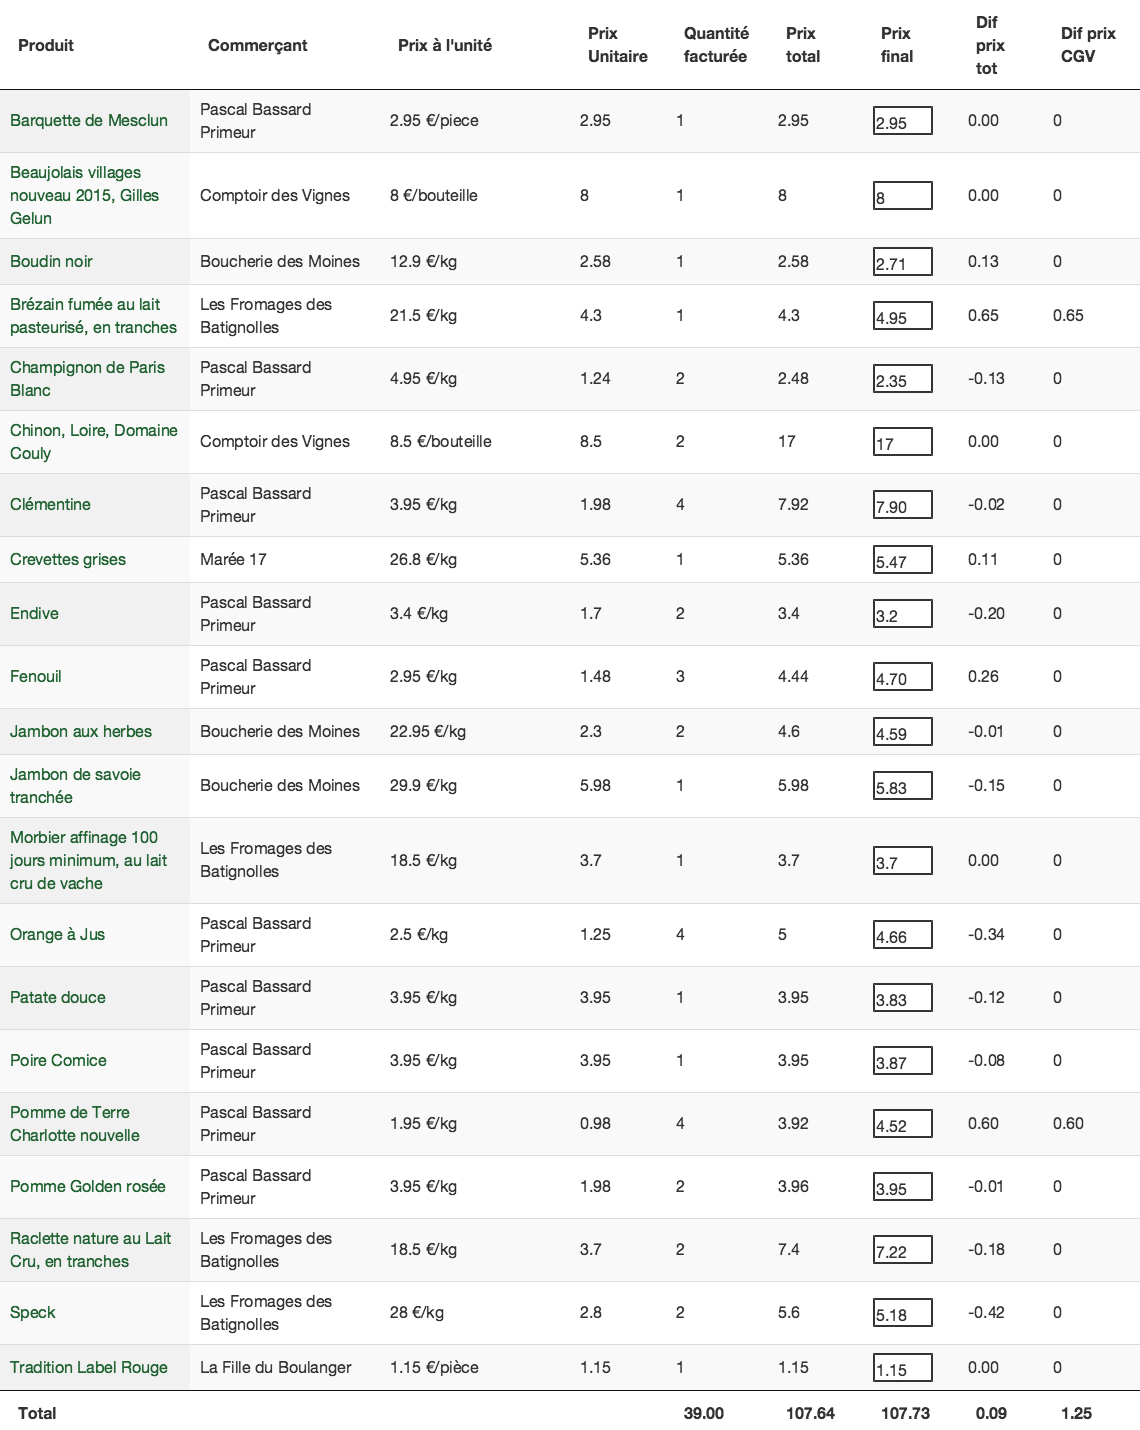 Produit Commerçant Prix à l'unité Prix Unitaire Quantité facturée Prix total Prix final Dif prix tot Dif prix CGV
Barquette de Mesclun Pascal Bassard Primeur 2.95 €/piece 2.95 1 2.95 2.95 0.00 0
Beaujolais villages nouveau 2015, Gilles Gelun Comptoir des Vignes 8 €/bouteille 8 1 8 8 0.00 0
Boudin noir Boucherie des Moines 12.9 €/kg 2.58 1 2.58 2.71 0.13 0
Brézain fumée au lait pasteurisé, en tranches Les Fromages des Batignolles 21.5 €/kg 4.3 1 4.3 4.95 0.65 0.65
Champignon de Paris Blanc Pascal Bassard Primeur 4.95 €/kg 1.24 2 2.48 2.35 -0.13 0
Chinon, Loire, Domaine Couly Comptoir des Vignes 8.5 €/bouteille 8.5 2 17 17 0.00 0
Clémentine Pascal Bassard Primeur 3.95 €/kg 1.98 4 7.92 7.90 -0.02 0
Crevettes grises Marée 17 26.8 €/kg 5.36 1 5.36 5.47 0.11 0
Endive Pascal Bassard Primeur 3.4 €/kg 1.7 2 3.4 3.2 -0.20 0
Fenouil Pascal Bassard Primeur 2.95 €/kg 1.48 3 4.44 4.70 0.26 0
Jambon aux herbes Boucherie des Moines 22.95 €/kg 2.3 2 4.6 4.59 -0.01 0
Jambon de savoie tranchée Boucherie des Moines 29.9 €/kg 5.98 1 5.98 5.83 -0.15 0
Morbier affinage 100 jours minimum, au lait cru de vache Les Fromages des Batignolles 18.5 €/kg 3.7 1 3.7 3.7 0.00 0
Orange à Jus Pascal Bassard Primeur 2.5 €/kg 1.25 4 5 4.66 -0.34 0
Patate douce Pascal Bassard Primeur 3.95 €/kg 3.95 1 3.95 3.83 -0.12 0
Poire Comice Pascal Bassard Primeur 3.95 €/kg 3.95 1 3.95 3.87 -0.08 0
Pomme de Terre Charlotte nouvelle Pascal Bassard Primeur 1.95 €/kg 0.98 4 3.92 4.52 0.60 0.60
Pomme Golden rosée Pascal Bassard Primeur 3.95 €/kg 1.98 2 3.96 3.95 -0.01 0
Raclette nature au Lait Cru, en tranches Les Fromages des Batignolles 18.5 €/kg 3.7 2 7.4 7.22 -0.18 0
Speck Les Fromages des Batignolles 28 €/kg 2.8 2 5.6 5.18 -0.42 0
Tradition Label Rouge La Fille du Boulanger 1.15 €/pièce 1.15 1 1.15 1.15 0.00 0
Total 39.00 107.64 107.73 0.09 1.25